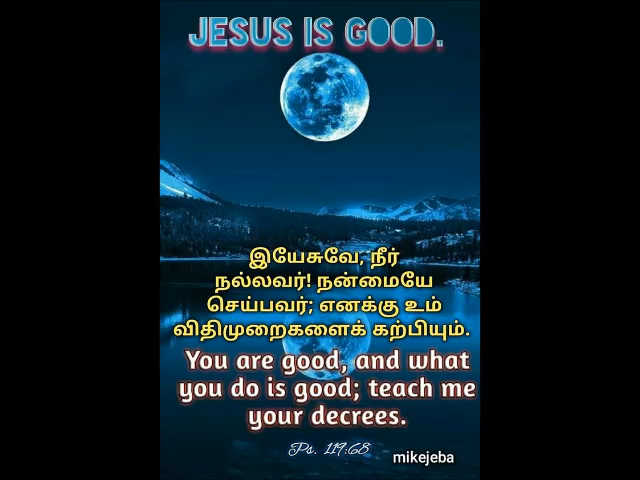 JESUS IS GOOD.
இயேசுவே, நீர்
நல்லவர்! நன்மையே
செய்பவர்; எனக்கு உம்
விதிமுறைகளைக் கற்பியும்.
You are good, and what
you do is good; teach me
your decrees.
Ps. 119:68
mikejeba